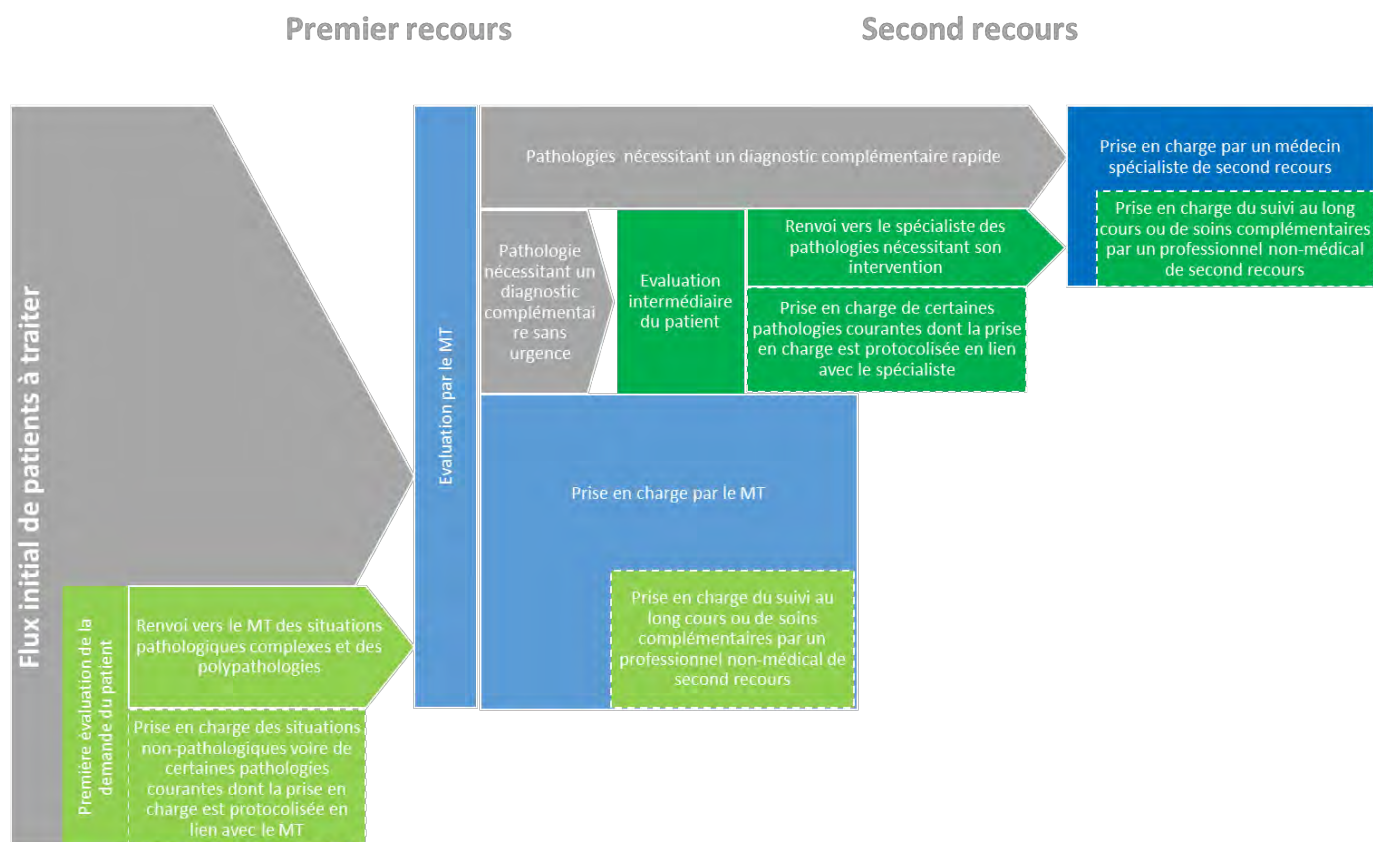 Premier recours
Second recours
Flux initial de patients à traiter
Première évaluation de la
demande du patient
Renvoi vers le MT des situations
pathologiques complexes et des
polypathologies
Prise en charge des situations
non-pathologiques voire de
certaines pathologies
courantes dont la prise en
charge est protocolisée en
lien avec le MT
Evaluation par le MT
Pathologies nécessitant un diagnostic complémentaire rapide
Pathologie
nécessitant un
diagnostic
complémentai
re sans
urgence
Evaluation
intermédiaire
du patient
Renvoi vers le spécialiste des
pathologies nécessitant son
intervention
Prise en charge de certaines
pathologies courantes dont la prise
en charge est protocolisée en lien
avec le spécialiste
Prise en charge par le MT
Prise en charge du suivi au
long cours ou de soins
complémentaires par un
professionnel non-médical de
second recours
Prise en charge par un médecin
spécialiste de second recours
Prise en charge du suivi au long
cours ou de soins complémentaires
par un professionnel non-médical
de second recours